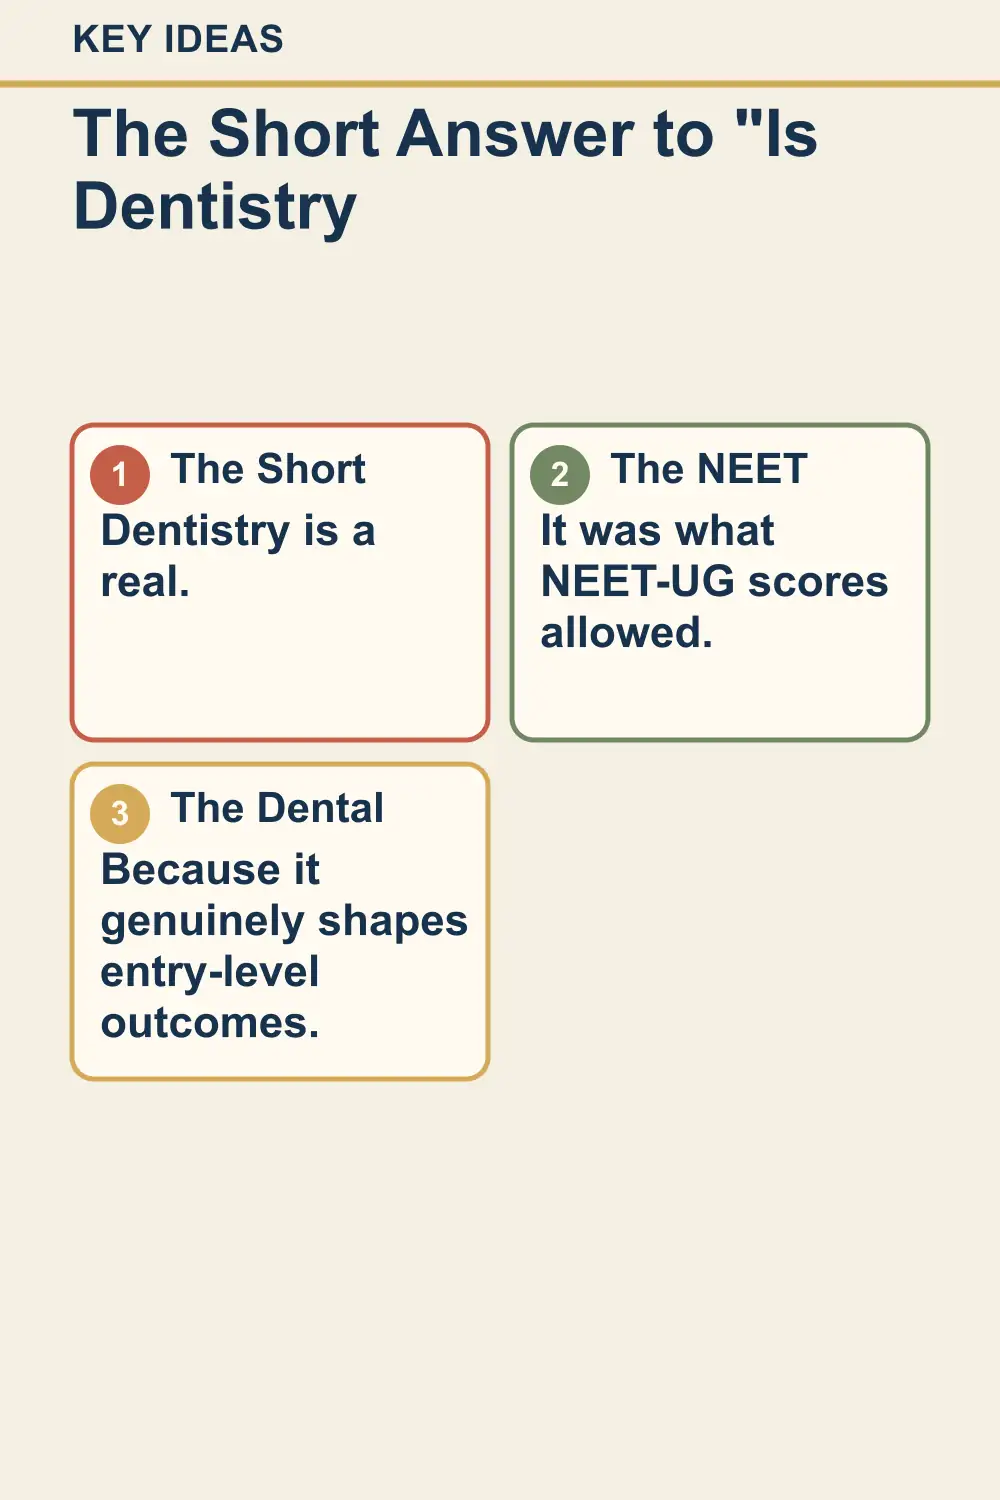 KEY IDEAS
The Short Answer to "Is
Dentistry
1 The Short
Dentistry is a
real.
2 The NEET
It was what
NEET-UG scores
allowed.
3 The Dental
Because it
genuinely shapes
entry-level
outcomes.